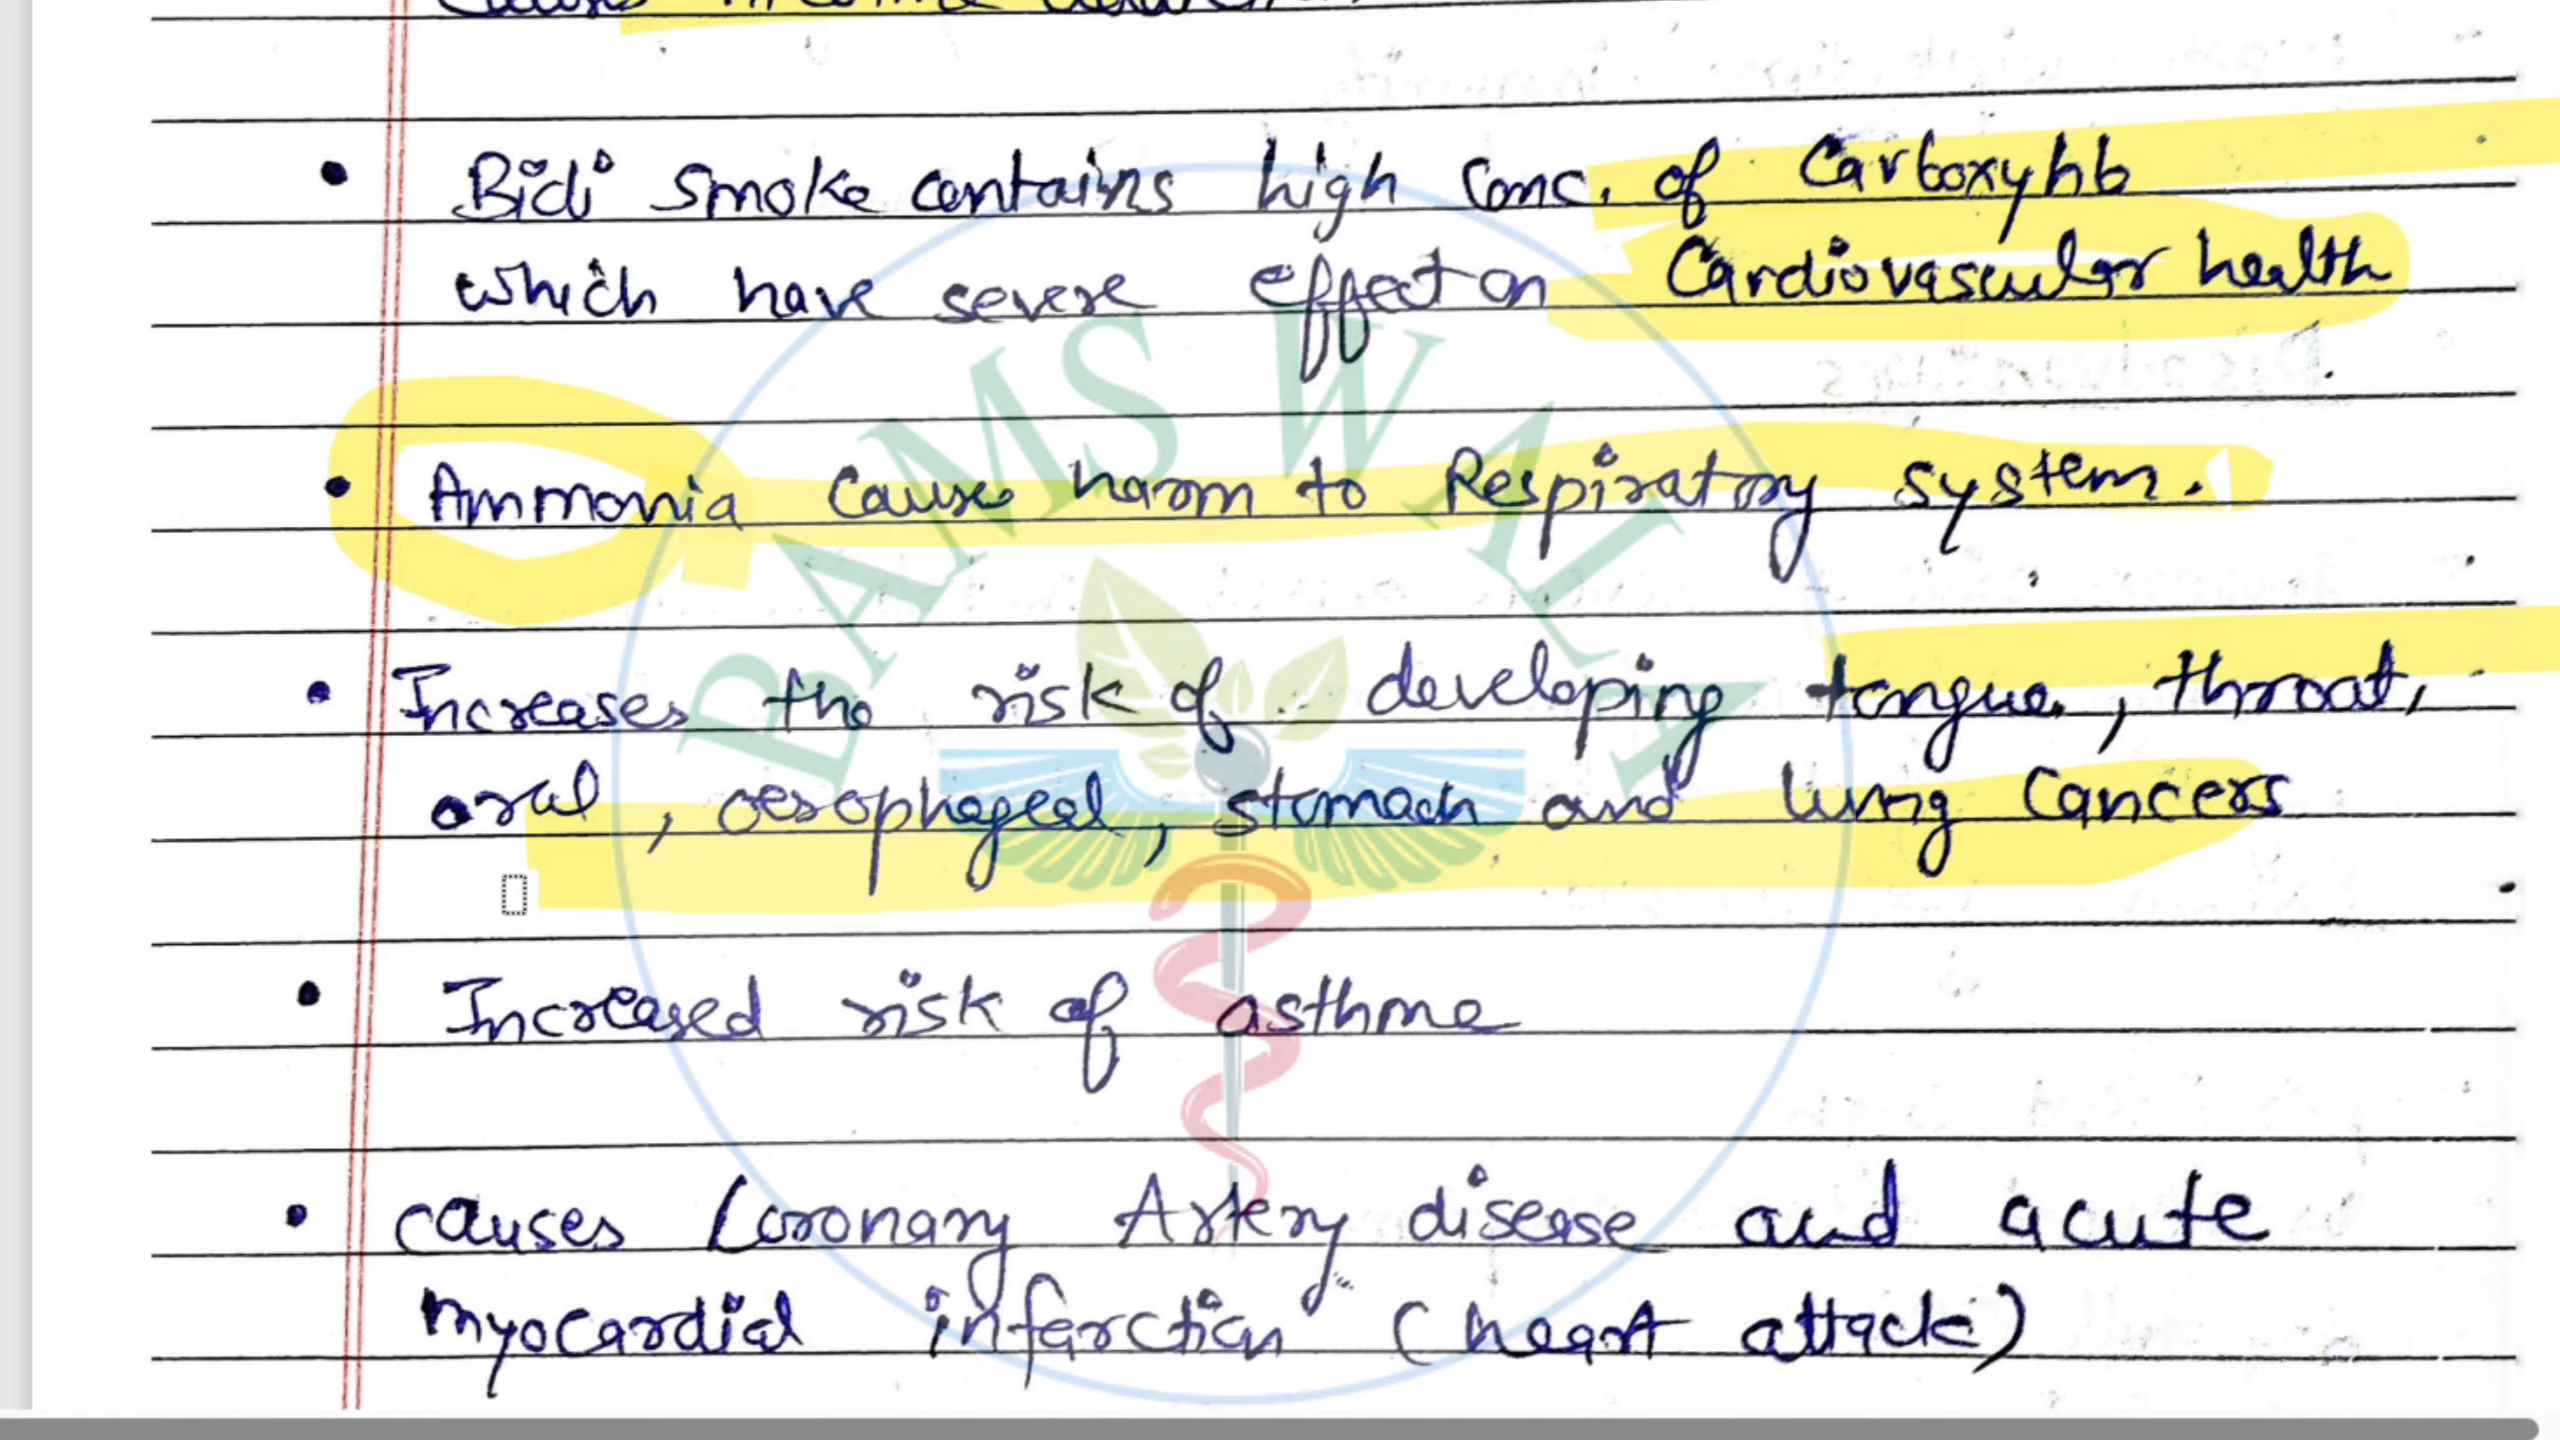 • Bidi smoke contains high conc. of Carboxyhb
which have severe effect on Cardiovascular health
• Ammonia cause harm to Respiratory system.
• Increases the risk of developing tongue, throat,
oral, oesophageal, stomach and lung cancers
• Increased risk of asthma
• causes Coronary Artery disease and acute
myocardial infarction (heart attack)
BAMS WALA